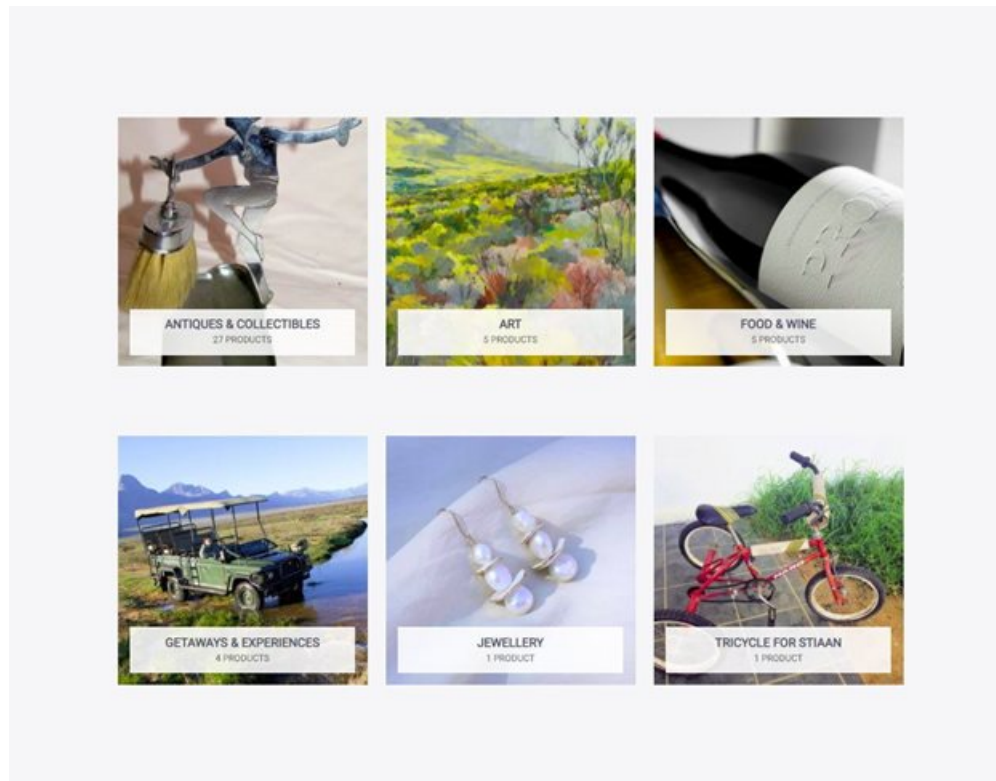 ANTIQUES & COLLECTIBLES
27 PRODUCTS
ART
5 PRODUCTS
FOOD & WINE
5 PRODUCTS
GETAWAYS & EXPERIENCES
4 PRODUCTS
JEWELLERY
1 PRODUCT
TRICYCLE FOR STIAAN
1 PRODUCT